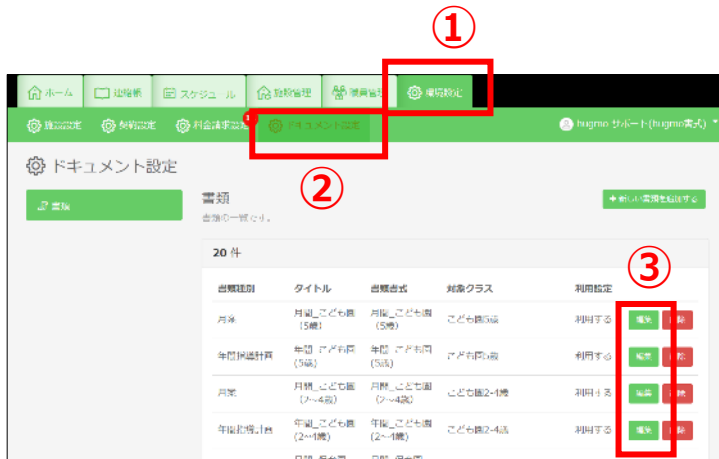 ①
ホーム 連絡帳 スケジュール 施設管理 職員管理 環境設定
施設設定 契約設定 料金請求設定 ドキュメント設定 hugmo サポート(hugmo書式)
ドキュメント設定
②
書類
書類
書類の一覧です。
+新しい書類を追加する
20 件
③
書類種別 タイトル 書類書式 対象クラス 利用設定
月案 月間_こども園(5歳) 月間_こども園(5歳) こども園5歳 利用する 編集 削除
年間指導計画 年間_こども園(5歳) 年間_こども園(5歳) こども園5歳 利用する 編集 削除
月案 月間_こども園(2~4歳) 月間_こども園(2~4歳) こども園2-4歳 利用する 編集 削除
年間指導計画 年間_こども園(2~4歳) 年間_こども園(2~4歳) こども園2-4歳 利用する 編集 削除